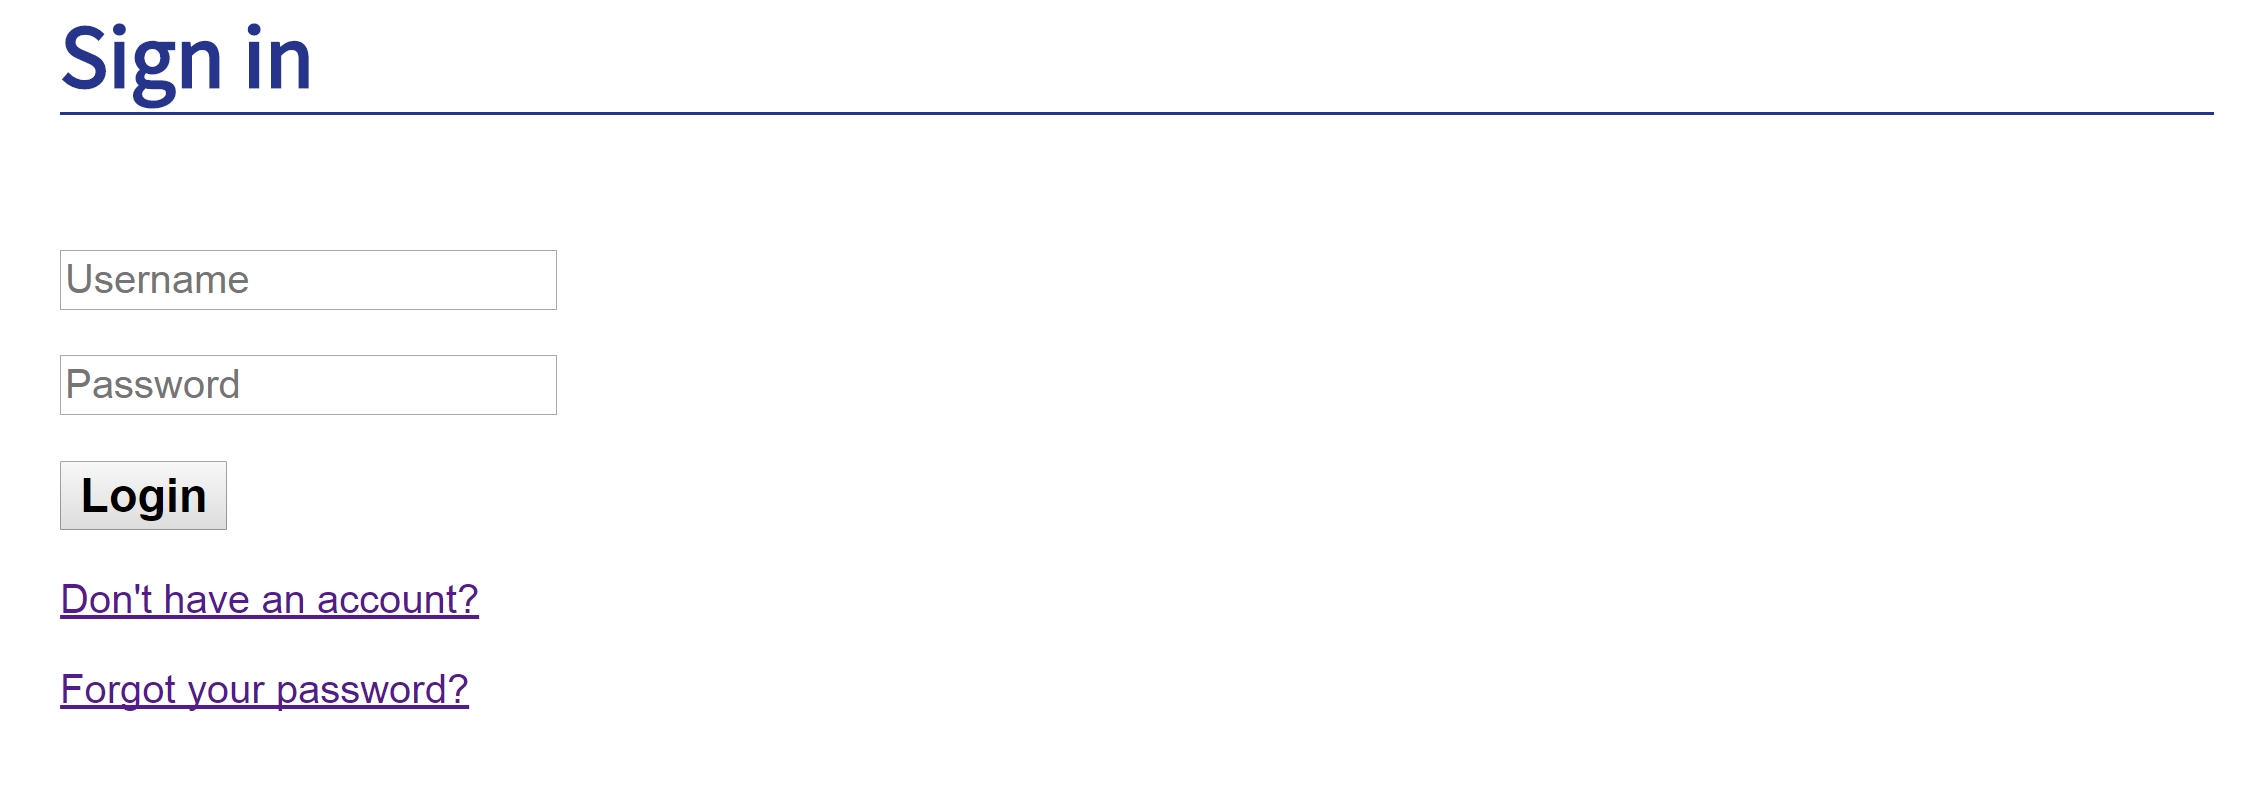 Sign in
Username
Password
Login
Don't have an account?
Forgot your password?